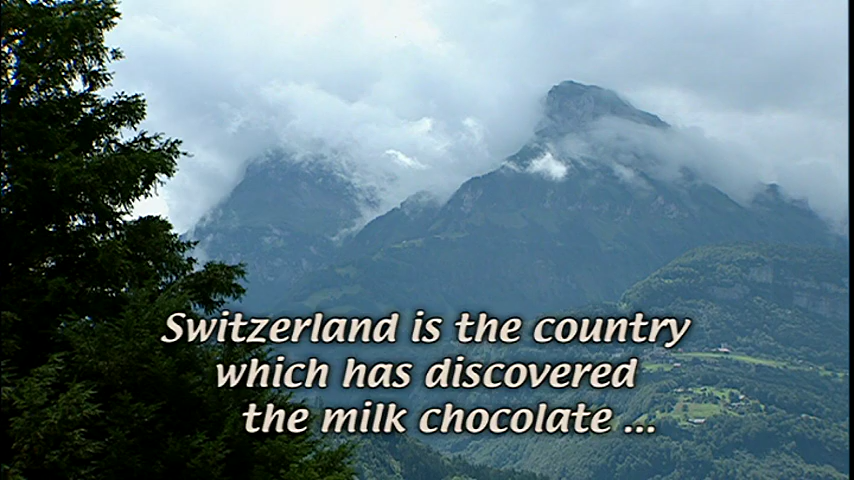 Switzerland is the country
which has discovered
the milk chocolate ...